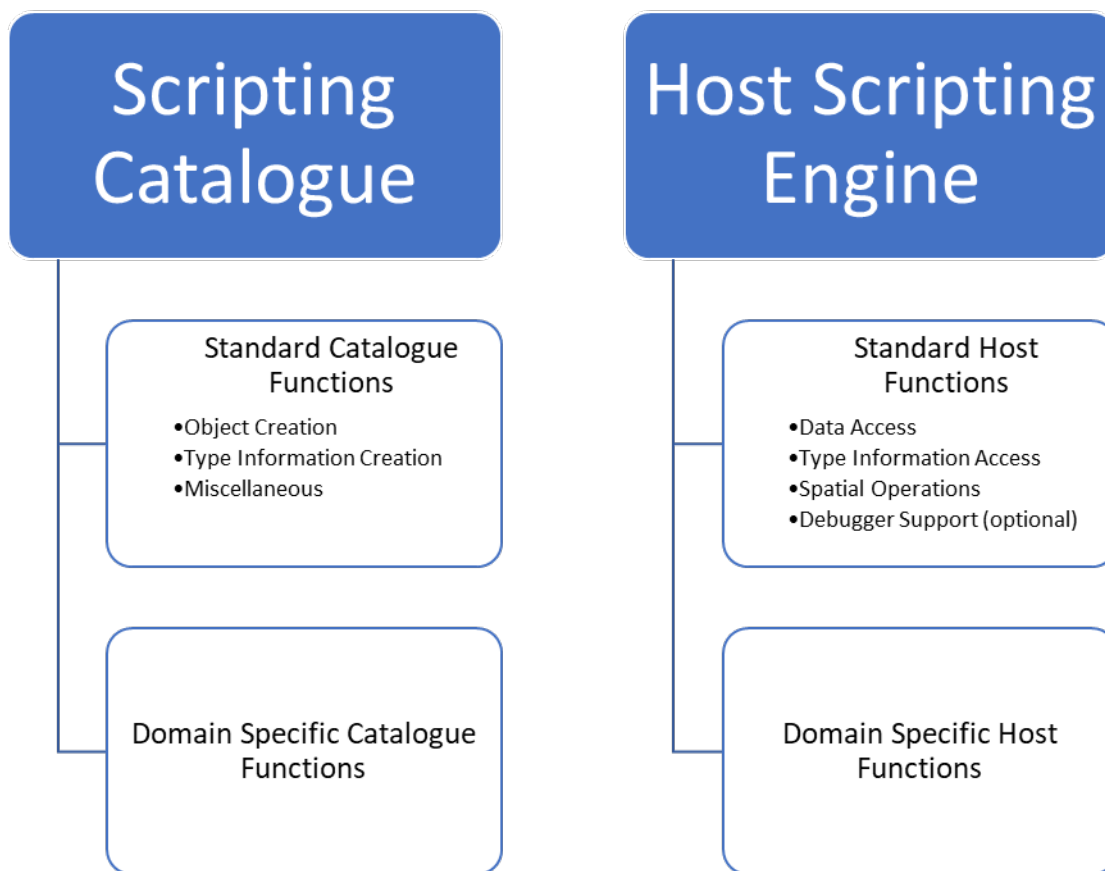 Scripting
Catalogue
Standard Catalogue
Functions
•Object Creation
•Type Information Creation
•Miscellaneous
Domain Specific Catalogue
Functions
Host Scripting
Engine
Standard Host
Functions
•Data Access
•Type Information Access
•Spatial Operations
•Debugger Support (optional)
Domain Specific Host
Functions